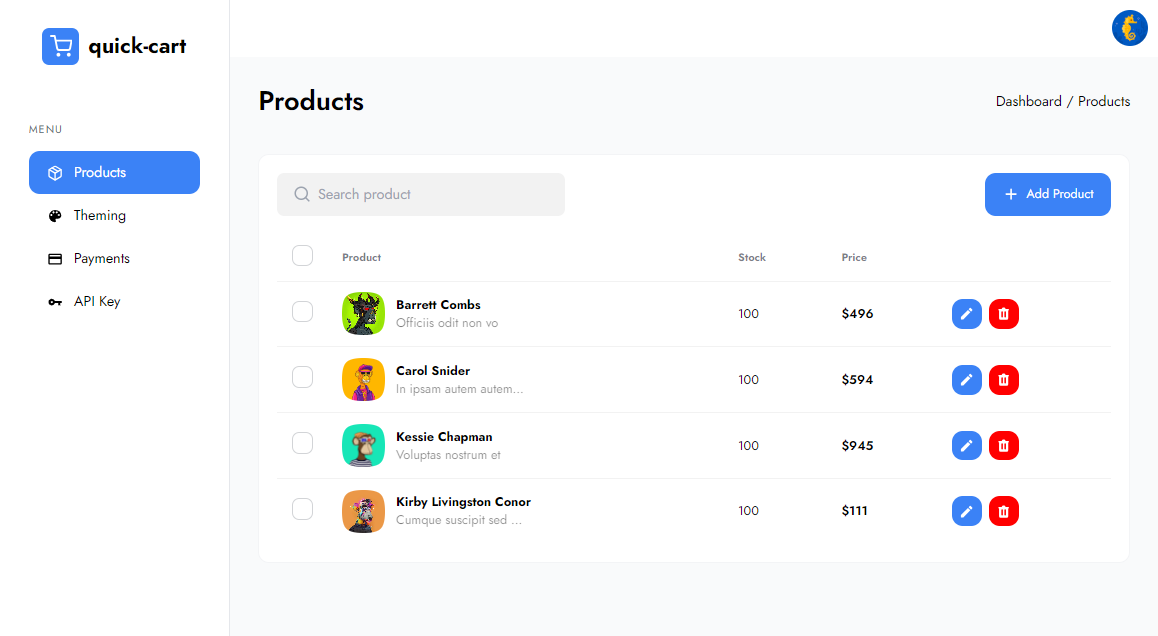 quick-cart
MENU
Products
Theming
Payments
API Key
Products
Dashboard / Products
Search product
Add Product
Product Stock Price
Barrett Combs
Officiis odit non vo
100 $496
Carol Snider
In ipsam autem autem...
100 $594
Kessie Chapman
Voluptas nostrum et
100 $945
Kirby Livingston Conor
Cumque suscipit sed ...
100 $111